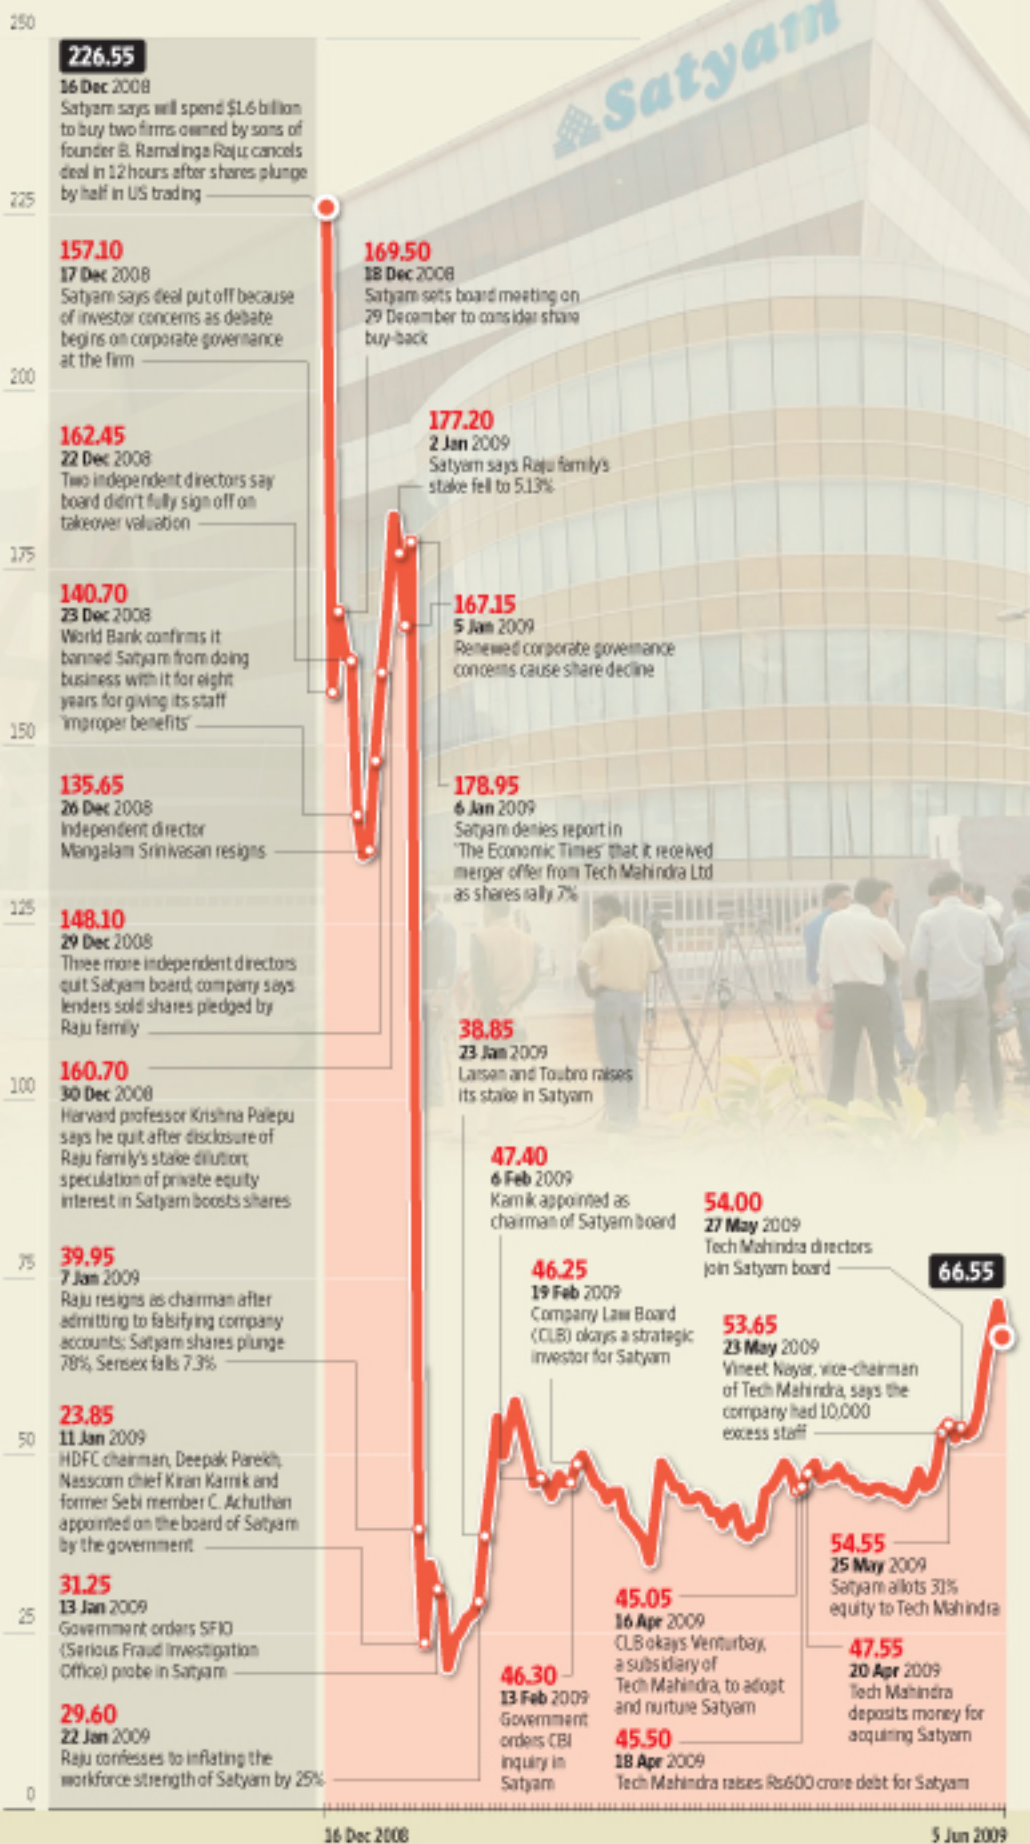 250
Satyam
226.55
16 Dec 2008
Satyam says will spend $1.6 billion
to buy two firms owned by sons of
founder B. Ramalinga Raju; cancels
deal in 12 hours after shares plunge
by half in US trading
225
157.10
17 Dec 2008
Satyam says deal put off because
of investor concerns as debate
begins on corporate governance
at the firm
169.50
18 Dec 2008
Satyam sets board meeting on
29 December to consider share
buy-back
200
162.45
22 Dec 2008
Two independent directors say
board didn't fully sign off on
takeover valuation
177.20
2 Jan 2009
Satyam says Raju family's
stake fell to 5.13%
175
140.70
23 Dec 2008
World Bank confirms it
banned Satyam from doing
business with it for eight
years for giving its staff
'improper benefits'
167.15
5 Jan 2009
Renewed corporate governance
concerns cause share decline
150
135.65
26 Dec 2008
Independent director
Mangalam Srinivasan resigns
178.95
6 Jan 2009
Satyam denies report in
'The Economic Times' that it received
merger offer from Tech Mahindra Ltd
as shares rally 7%
125
148.10
29 Dec 2008
Three more independent directors
quit Satyam board; company says
lenders sold shares pledged by
Raju family
38.85
23 Jan 2009
Larsen and Toubro raises
its stake in Satyam
100
160.70
30 Dec 2008
Harvard professor Krishna Palepu
says he quit after disclosure of
Raju family's stake dilution;
speculation of private equity
interest in Satyam boosts shares
47.40
6 Feb 2009
Karnik appointed as
chairman of Satyam board
54.00
27 May 2009
Tech Mahindra directors
join Satyam board
75
39.95
7 Jan 2009
Raju resigns as chairman after
admitting to falsifying company
accounts; Satyam shares plunge
78%, Sensex falls 7.3%
46.25
19 Feb 2009
Company Law Board
(CLB) okays a strategic
investor for Satyam
66.55
53.65
23 May 2009
Vineet Nayar, vice-chairman
of Tech Mahindra, says the
company had 10,000
excess staff
50
23.85
11 Jan 2009
HDFC chairman, Deepak Parekh,
Nasscom chief Kiran Karnik and
former Sebi member C. Achuthan
appointed on the board of Satyam
by the government
54.55
25 May 2009
Satyam allots 31%
equity to Tech Mahindra
25
31.25
13 Jan 2009
Government orders SFIO
(Serious Fraud Investigation
Office) probe in Satyam
45.05
16 Apr 2009
CLB okays Venturbay,
a subsidiary of
Tech Mahindra, to adopt
and nurture Satyam
47.55
20 Apr 2009
Tech Mahindra
deposits money for
acquiring Satyam
46.30
13 Feb 2009
Government
orders CBI
inquiry in
Satyam
29.60
22 Jan 2009
Raju confesses to inflating the
workforce strength of Satyam by 25%
45.50
18 Apr 2009
Tech Mahindra raises Rs600 crore debt for Satyam
0
16 Dec 2008
5 Jun 2009